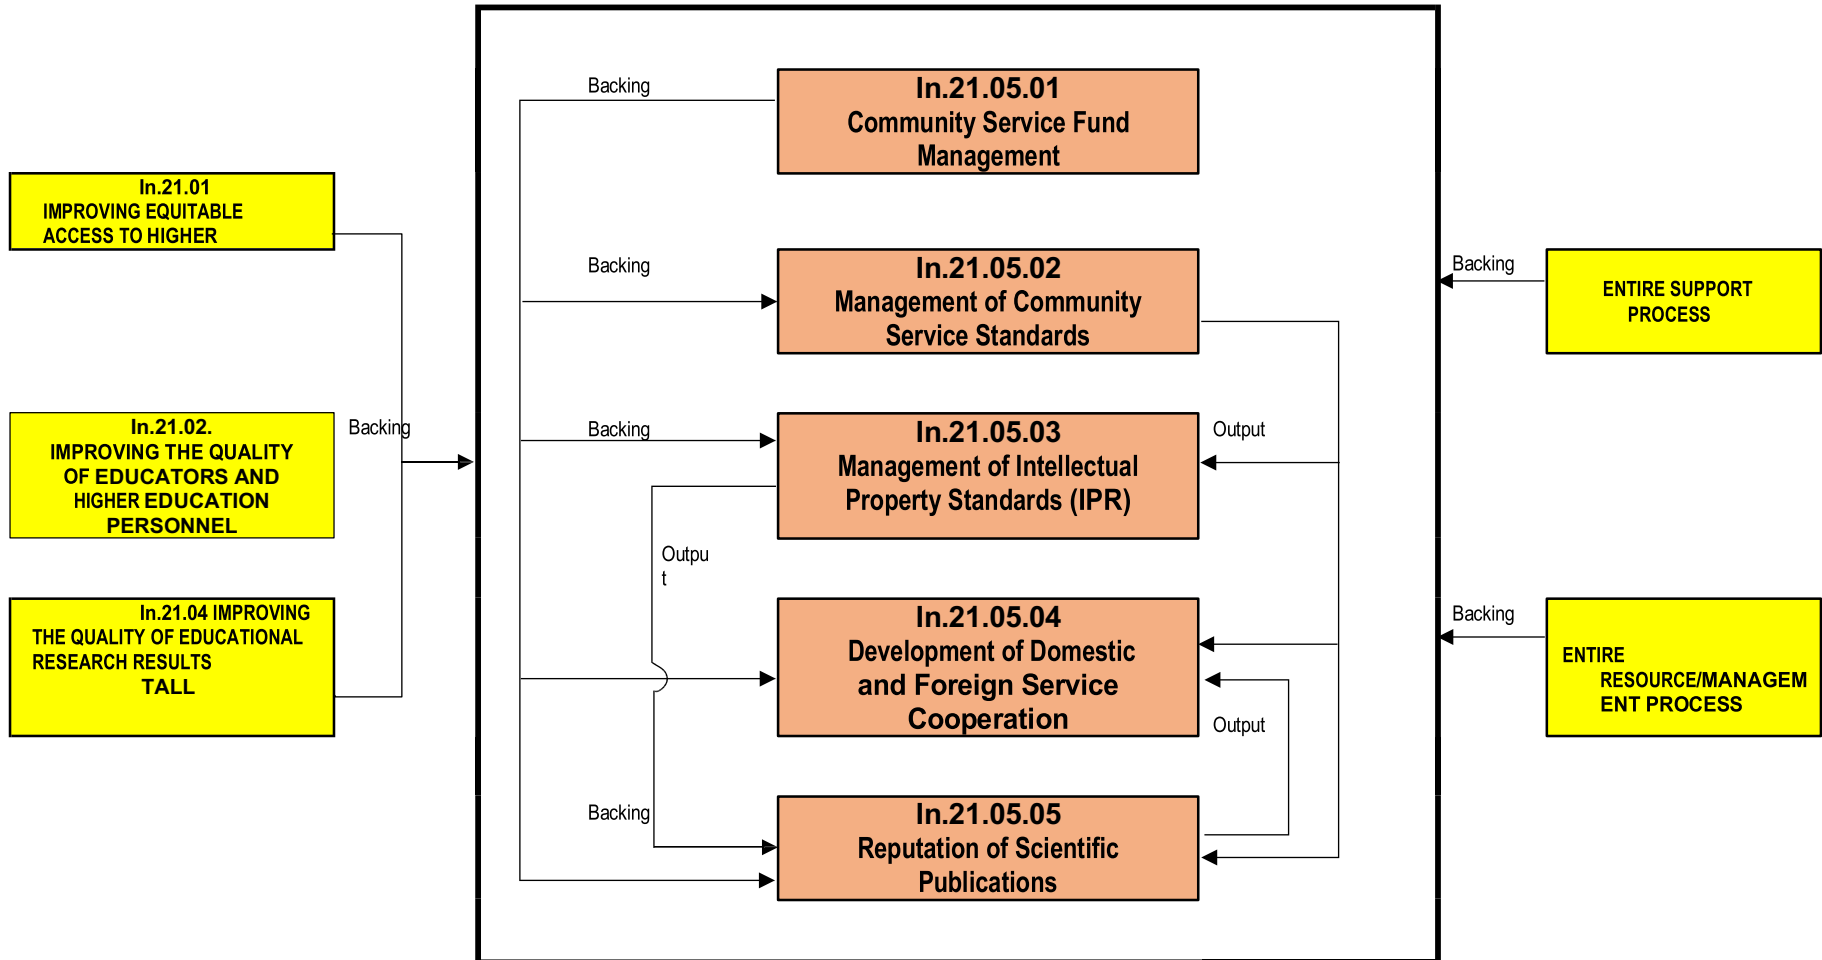 In.21.01
IMPROVING EQUITABLE
ACCESS TO HIGHER
In.21.02.
IMPROVING THE QUALITY
OF EDUCATORS AND
HIGHER EDUCATION
PERSONNEL
In.21.04 IMPROVING
THE QUALITY OF EDUCATIONAL
RESEARCH RESULTS
TALL
Backing
Backing
In.21.05.01
Community Service Fund
Management
Backing
In.21.05.02
Management of Community
Service Standards
Backing
In.21.05.03
Management of Intellectual
Property Standards (IPR)
Output
Outpu
t
In.21.05.04
Development of Domestic
and Foreign Service
Cooperation
Output
Backing
In.21.05.05
Reputation of Scientific
Publications
Backing
ENTIRE SUPPORT
PROCESS
Backing
ENTIRE
RESOURCE/MANAGEM
ENT PROCESS